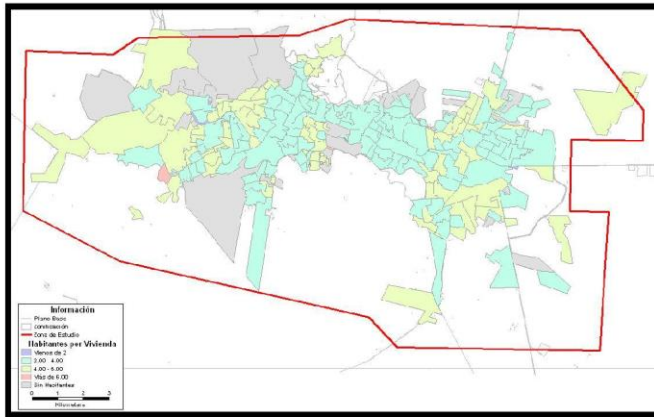 Información
Plano Base
Zona de Estudio
Habitantes por Vivienda
Menos de 2
2.00 - 4.00
4.00 - 6.00
Más de 6.00
Sin Habitantes
0 1 2 3
Kilometers